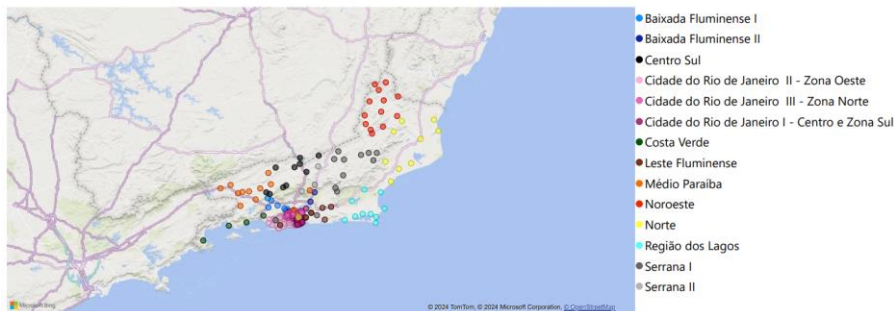 Baixada Fluminense I
Baixada Fluminense II
Centro Sul
Cidade do Rio de Janeiro II - Zona Oeste
Cidade do Rio de Janeiro III - Zona Norte
Cidade do Rio de Janeiro I - Centro e Zona Sul
Costa Verde
Leste Fluminense
Médio Paraíba
Noroeste
Norte
Região dos Lagos
Serrana I
Serrana II
Microsoft Bing
© 2024 TomTom, © 2024 Microsoft Corporation, © OpenStreetMap